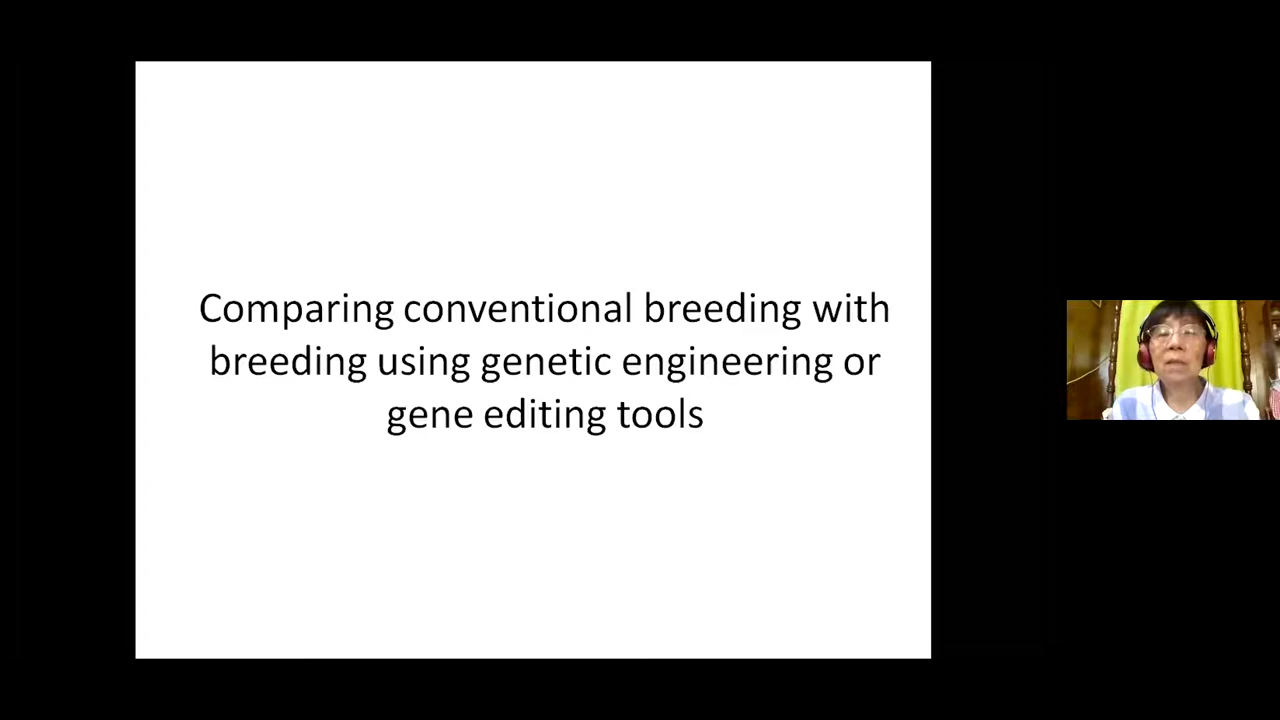 Comparing conventional breeding with
breeding using genetic engineering or
gene editing tools